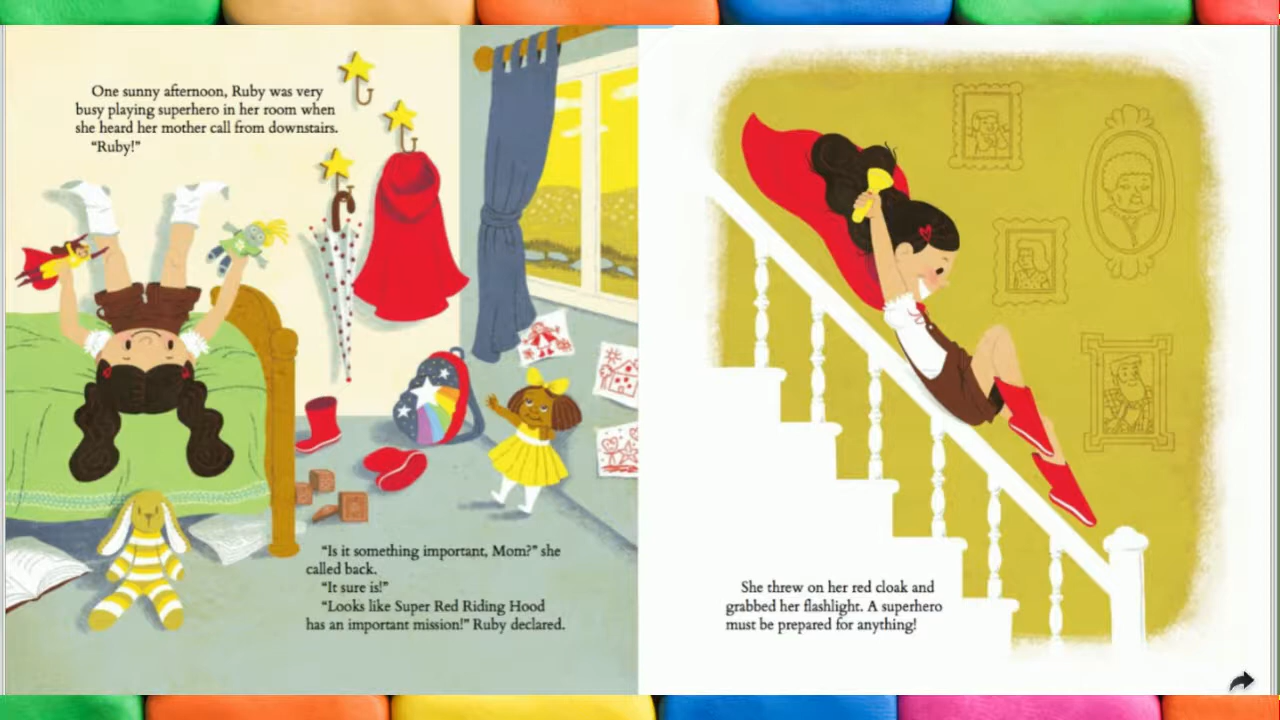 One sunny afternoon, Ruby was very
busy playing superhero in her room when
she heard her mother call from downstairs.
“Ruby!”
“Is it something important, Mom?” she
called back.
“It sure is!”
“Looks like Super Red Riding Hood
has an important mission!” Ruby declared.
She threw on her red cloak and
grabbed her flashlight. A superhero
must be prepared for anything!